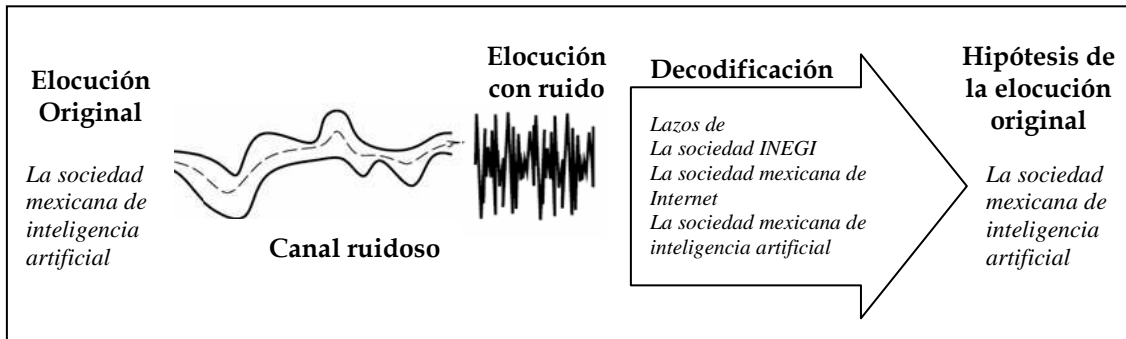 Elocución
Original
La sociedad
mexicana de
inteligencia
artificial
Canal ruidoso
Elocución
con ruido
Decodificación
Lazos de
La sociedad INEGI
La sociedad mexicana de
Internet
La sociedad mexicana de
inteligencia artificial
Hipótesis de
la elocución
original
La sociedad
mexicana de
inteligencia
artificial